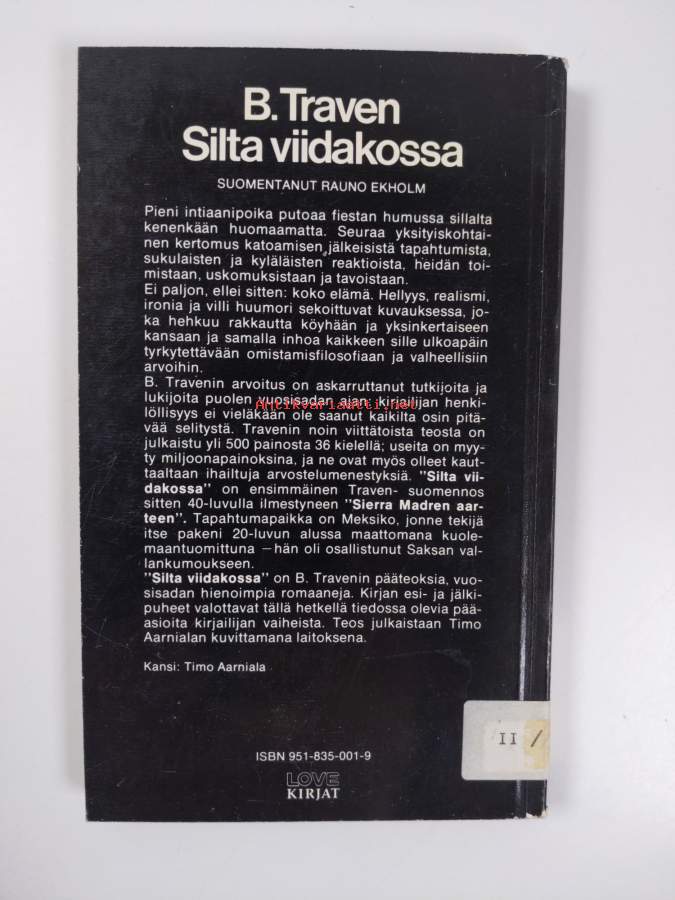 B. Traven
Silta viidakossa
SUOMENTANUT RAUNO EKHOLM
Pieni intiaanipoika putoaa fiestan humussa sillalta
kenenkään huomaamatta. Seuraa yksityiskohtai-
nen kertomus katoamisen jälkeisistä tapahtumista,
sukulaisten ja kyläläisten reaktioista, heidän toi-
mistaan, uskomuksistaan ja tavoistaan.
Ei paljon, ellei sitten: koko elämä. Hellyys, realismi,
ironia ja villi huumori sekoittuvat kuvauksessa, jo-
ka hehkuu rakkautta köyhään ja yksinkertaiseen
kansaan ja samalla inhoa kaikkeen sille ulkoapäin
tyrkytettävään omistamisfilosofiaan ja valheellisiin
arvoihin.
B. Travenin arvoitus on askarruttanut tutkijoita ja
lukijoita puolen vuosisadan ajan, kirjailijan henki-
Antikvariaatti.net
löllisyys ei vieläkään ole saanut kaikilta osin pitä-
vää selitystä. Travenin noin viittätoista teosta on
julkaistu yli 500 painosta 36 kielellä; useita on myy-
ty miljoonapainoksina, ja ne ovat myös olleet kaut-
taaltaan ihailtuja arvostelumenestyksiä. "Silta vii-
dakossa" on ensimmäinen Traven- suomennos
sitten 40-luvulla ilmestyneen "Sierra Madren aar-
teen". Tapahtumapaikka on Meksiko, jonne tekijä
itse pakeni 20-luvun alussa maattomana kuole-
maantuomittuna — hän oli osallistunut Saksan val-
lankumoukseen.
"Silta viidakossa" on B. Travenin pääteoksia, vuo-
sisadan hienoimpia romaaneja. Kirjan esi- ja jälki-
puheet valottavat tällä hetkellä tiedossa olevia pää-
asioita kirjailijan vaiheista. Teos julkaistaan Timo
Aarnialan kuvittamana laitoksena.
Kansi: Timo Aarniala
II /
ISBN 951-835-001-9
LOVE
KIRJAT